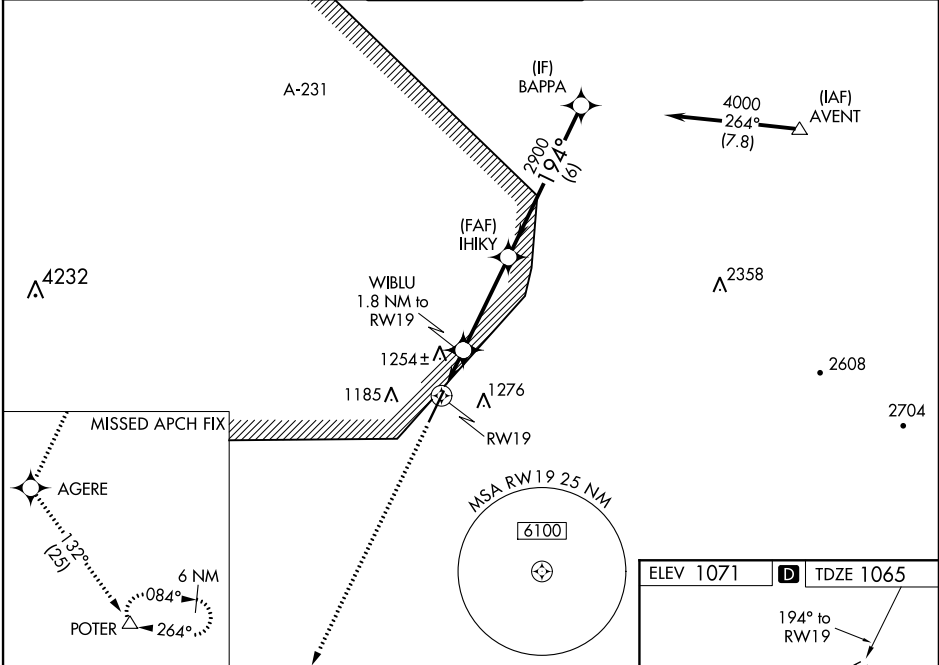 A-231
(IF)
BAPPA
4000
264°
(7.8)
(IAF)
AVENT
2900
194°
(6)
(FAF)
IHIKY
4232
WIBLU
1.8 NM to
RW19
2358
1254±
1185
1276
2608
2704
RW19
MISSED APCH FIX
AGERE
132°
(25)
6 NM
084°
264°
POTER
MSA RW19 25 NM
6100
ELEV 1071 D TDZE 1065
194° to
RW19